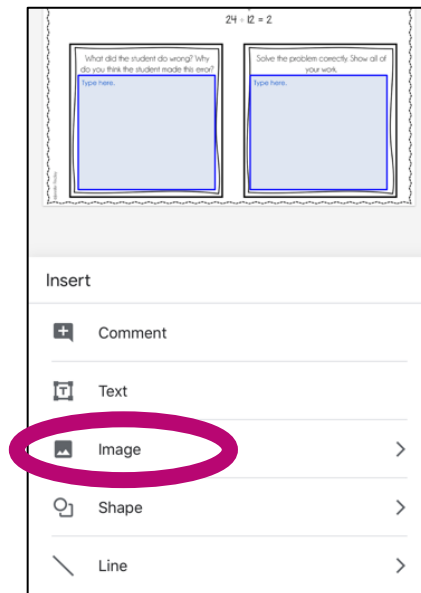 24 ÷ 12 = 2
What did the student do wrong? Why
do you think the student made this error?
Type here.
Solve the problem correctly. Show all of
your work.
Type here.
Insert
Comment
Text
Image
Shape
Line